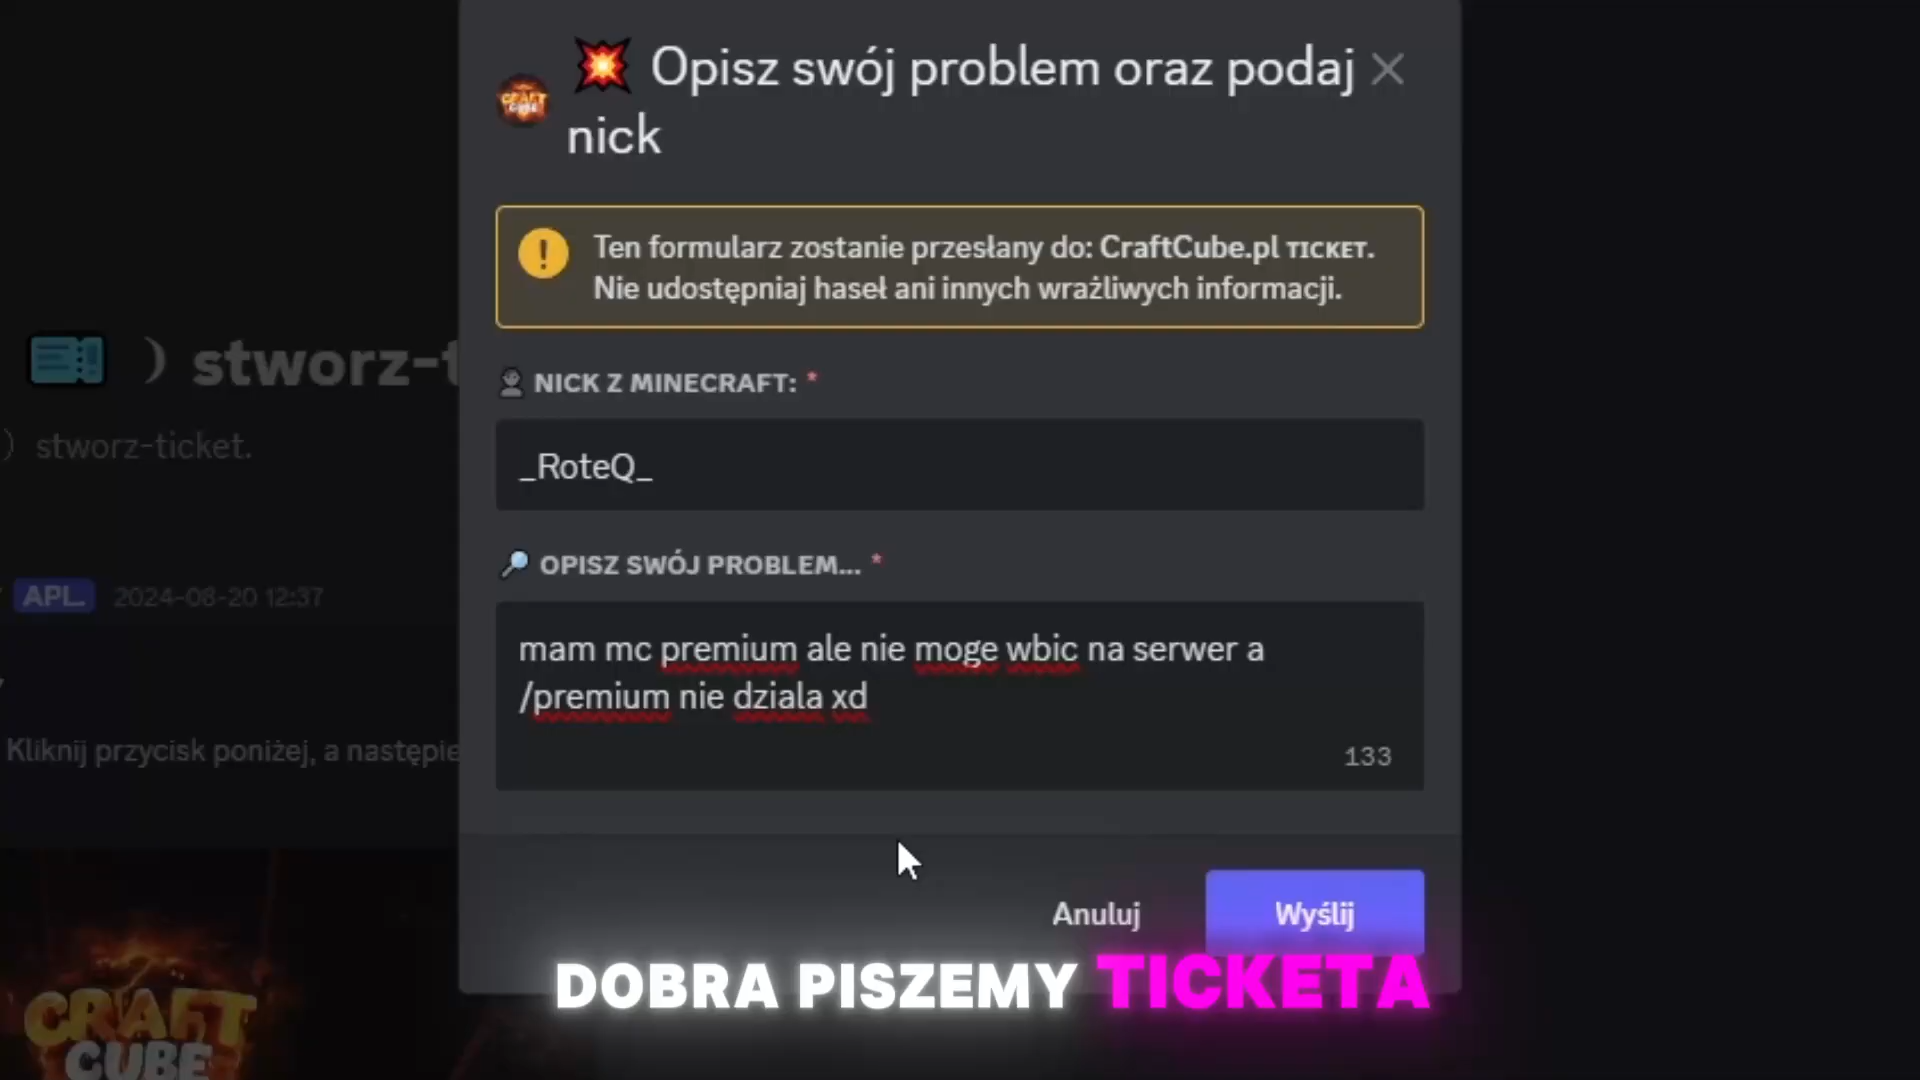 Opisz swój problem oraz podaj
nick
Ten formularz zostanie przesłany do: CraftCube.pl ᴛɪᴄᴋᴇᴛ.
Nie udostępniaj haseł ani innych wrażliwych informacji.
) stworz-t
) stworz-ticket.
NICK Z MINECRAFT: *
_RoteQ_
OPISZ SWÓJ PROBLEM... *
APL. 2024-08-20 12:37
mam mc premium ale nie moge wbic na serwer a
/premium nie dziala xd
133
Kliknij przycisk poniżej, a następie
Anuluj
Wyślij
DOBRA PISZEMY TICKETA
CRAFT
CUBE